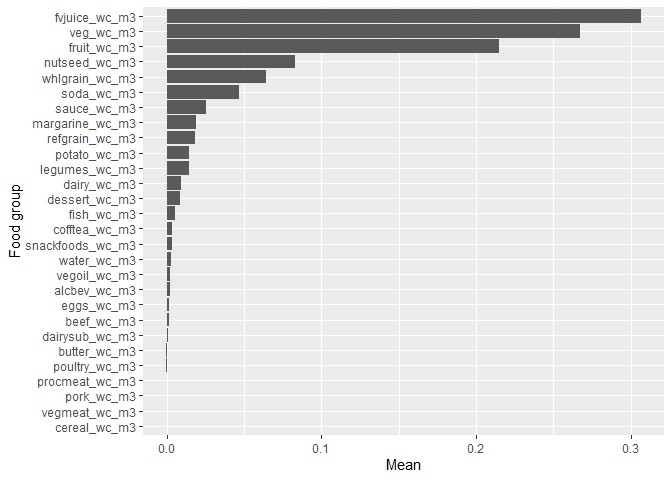 fvjuice_wc_m3
veg_wc_m3
fruit_wc_m3
nutseed_wc_m3
whlgrain_wc_m3
soda_wc_m3
sauce_wc_m3
margarine_wc_m3
refgrain_wc_m3
potato_wc_m3
legumes_wc_m3
dairy_wc_m3
dessert_wc_m3
fish_wc_m3
cofftea_wc_m3
snackfoods_wc_m3
water_wc_m3
vegoil_wc_m3
alcbev_wc_m3
eggs_wc_m3
beef_wc_m3
dairysub_wc_m3
butter_wc_m3
poultry_wc_m3
procmeat_wc_m3
pork_wc_m3
vegmeat_wc_m3
cereal_wc_m3
Food group
0.0 0.1 0.2 0.3
Mean